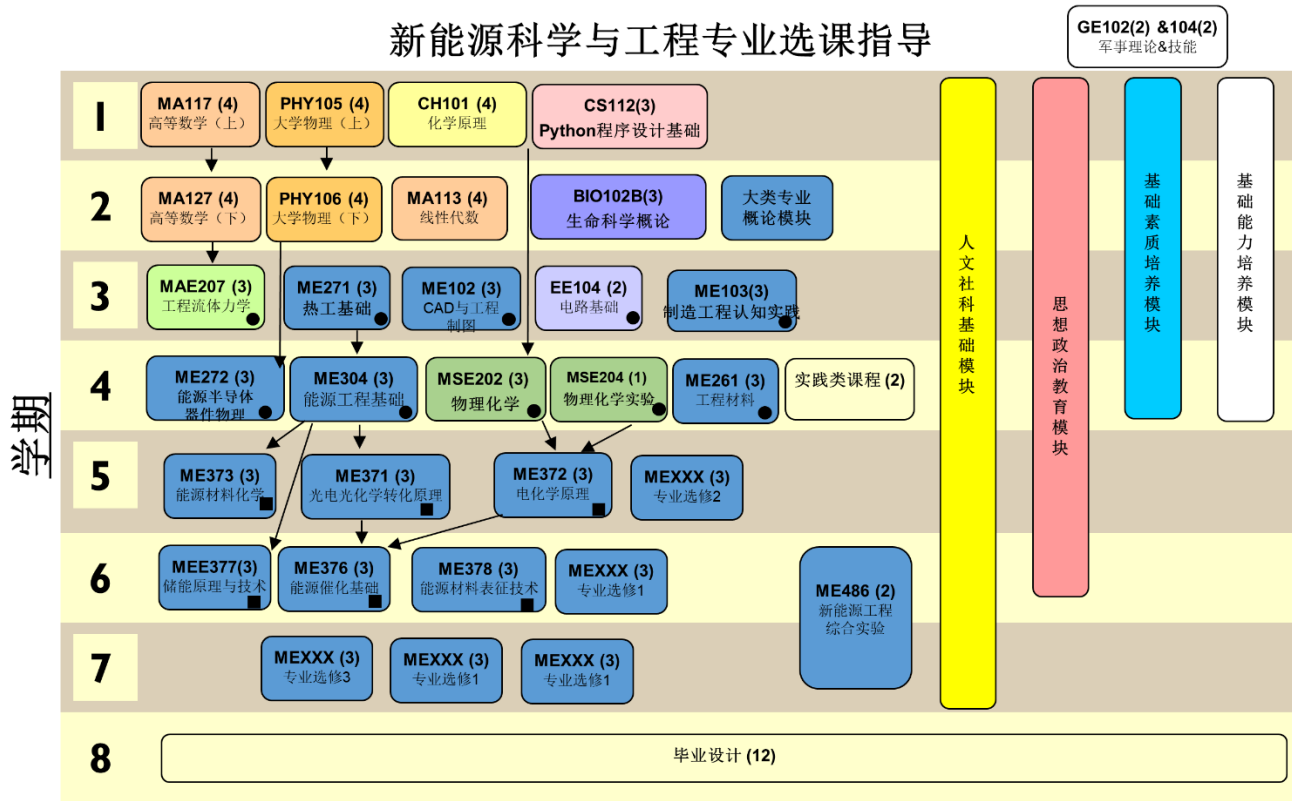 新能源科学与工程专业选课指导
GE102(2) &104(2)
军事理论&技能
学期
1
MA117 (4)
高等数学（上）
PHY105 (4)
大学物理（上）
CH101 (4)
化学原理
CS112(3)
Python程序设计基础
2
MA127 (4)
高等数学（下）
PHY106 (4)
大学物理（下）
MA113 (4)
线性代数
BIO102B(3)
生命科学概论
大类专业
概论模块
3
MAE207 (3)
工程流体力学
ME271 (3)
热工基础
ME102 (3)
CAD与工程
制图
EE104 (2)
电路基础
ME103(3)
制造工程认知实践
4
ME272 (3)
能源半导体
器件物理
ME304 (3)
能源工程基础
MSE202 (3)
物理化学
MSE204 (1)
物理化学实验
ME261 (3)
工程材料
实践类课程 (2)
5
ME373 (3)
能源材料化学
ME371 (3)
光电光化学转化原理
ME372 (3)
电化学原理
MEXXX (3)
专业选修2
6
MEE377(3)
储能原理与技术
ME376 (3)
能源催化基础
ME378 (3)
能源材料表征技术
MEXXX (3)
专业选修1
ME486 (2)
新能源工程
综合实验
7
MEXXX (3)
专业选修3
MEXXX (3)
专业选修1
MEXXX (3)
专业选修1
8
毕业设计 (12)
人文社科基础模块
思想政治教育模块
基础素质培养模块
基础能力培养模块